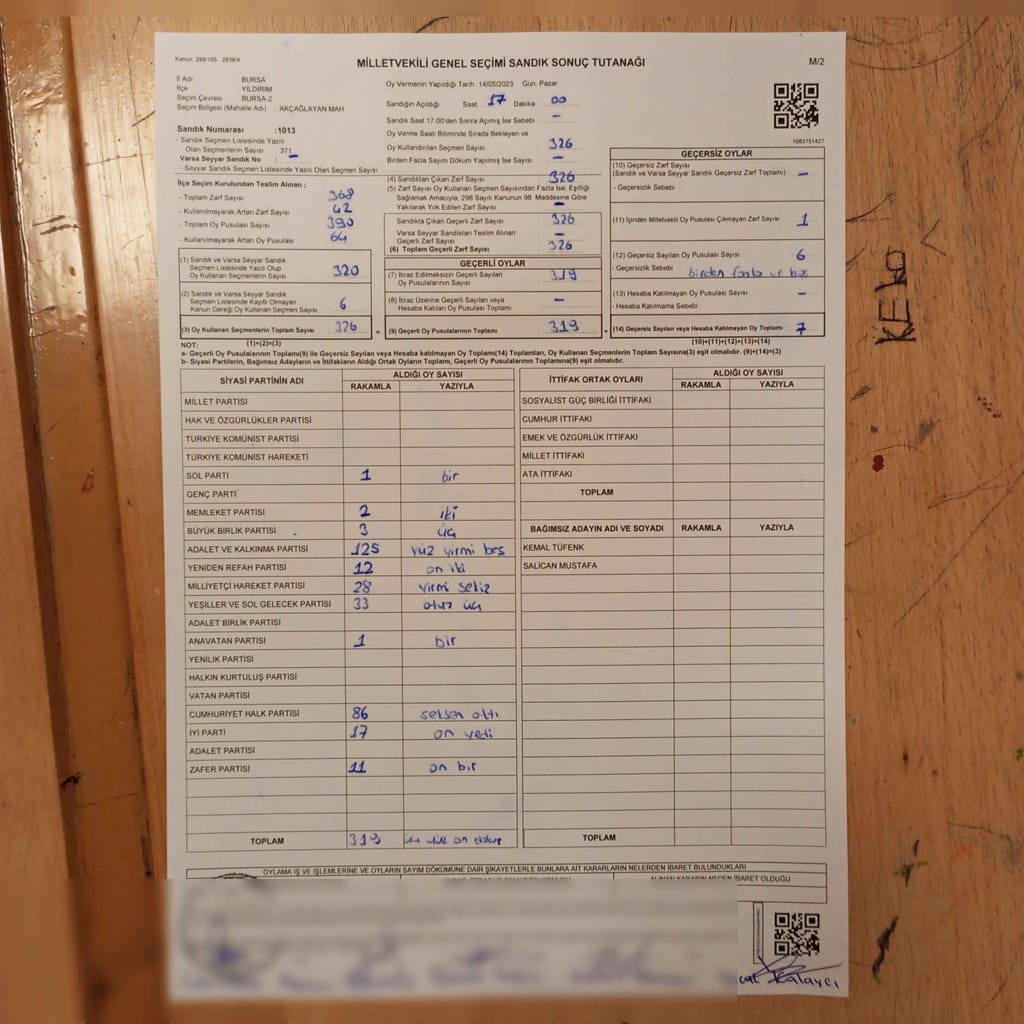 Kanun: 298/105 : 2839/4
MİLLETVEKİLİ GENEL SEÇİMİ SANDIK SONUÇ TUTANAĞI
M/2
İl Adı BURSA
İlçe YILDIRIM
Seçim Çevresi BURSA-2
Seçim Bölgesi (Mahalle Adı) AKÇAĞLAYAN MAH
Sandık Numarası :1013
- Sandık Seçmen Listesinde Yazılı
Olan Seçmenlerin Sayısı : 371
Varsa Seyyar Sandık No : –
- Seyyar Sandık Seçmen Listesinde Yazılı Olan Seçmen Sayısı
İlçe Seçim Kurulundan Teslim Alınan ;
- Toplam Zarf Sayısı 368
- Kullanılmayarak Artan Zarf Sayısı 42
- Toplam Oy Pusulası Sayısı 390
- Kullanılmayarak Artan Oy Pusulası 64
(1) Sandık ve Varsa Seyyar Sandık
Seçmen Listesinde Yazılı Olup
Oy Kullanan Seçmenlerin Sayısı 320
(2) Sandık ve Varsa Seyyar Sandık
Seçmen Listesinde Kayıtlı Olmayan
Kanun Gereği Oy Kullanan Seçmen Sayısı 6
(3) Oy Kullanan Seçmenlerin Toplam Sayısı 326
(1)+(2)=(3)
Oy Vermenin Yapıldığı Tarih : 14/05/2023 Gün: Pazar
Sandığın Açıldığı Saat 17 Dakika 00
Sandık Saat 17:00'den Sonra Açımış İse Sebebi –
Oy Verme Saati Bitiminde Sırada Bekleyen ve
Oy Kullandırılan Seçmen Sayısı 326
Birden Fazla Sayım Döküm Yapılmış İse Sayısı –
(4) Sandıktan Çıkan Zarf Sayısı 326
(5) Zarf Sayısı Oy Kullanan Seçmen Sayısından Fazla İse, Eşitliği
Sağlamak Amacıyla, 298 Sayılı Kanunun 98. Maddesine Göre
Yakılarak Yok Edilen Zarf Sayısı –
Sandıkta Çıkan Geçerli Zarf Sayısı 326
Varsa Seyyar Sandıktan Teslim Alınan
Geçerli Zarf Sayısı –
(6) Toplam Geçerli Zarf Sayısı 326
GEÇERLİ OYLAR
(7) İtiraz Edilmeksizin Geçerli Sayılan
Oy Pusulalarının Sayısı 319
(8) İtiraz Üzerine Geçerli Sayılan veya
Hesaba Katılan Oy Pusulaları Toplamı –
= (9) Geçerli Oy Pusulalarının Toplamı 319
1083751427
GEÇERSİZ OYLAR
(10) Geçersiz Zarf Sayısı
(Sandık ve Varsa Seyyar Sandık Geçersiz Zarf Toplamı) –
- Geçersizlik Sebebi
(11) İçinden Milletvekili Oy Pusulası Çıkmayan Zarf Sayısı 1
(12) Geçersiz Sayılan Oy Pusulası Sayısı 6
- Geçersizlik Sebebi birden fazla ve boş
(13) Hesaba Katılmayan Oy Pusulası Sayısı –
- Hesaba Katılmama Sebebi
+ (14) Geçersiz Sayılan veya Hesaba Katılmayan Oy Toplamı 7
(10)+(11)+(12)+(13)=(14)
NOT:
a- Geçerli Oy Pusulalarının Toplamı(9) ile Geçersiz Sayılan veya Hesaba katılmayan Oy Toplamı(14) Toplamları, Oy Kullanan Seçmenlerin Toplam Sayısına(3) eşit olmalıdır. (9)+(14)=(3)
b- Siyasi Partilerin, Bağımsız Adayların ve İttifakların Aldığı Ortak Oyların Toplamı, Geçerli Oy Pusulalarının Toplamına(9) eşit olmalıdır.
SİYASİ PARTİNİN ADI ALDIĞI OY SAYISI
RAKAMLA YAZIYLA
MİLLET PARTİSİ
HAK VE ÖZGÜRLÜKLER PARTİSİ
TÜRKİYE KOMÜNİST PARTİSİ
TÜRKİYE KOMÜNİST HAREKETİ
SOL PARTİ 1 bir
GENÇ PARTİ
MEMLEKET PARTİSİ 2 iki
BÜYÜK BİRLİK PARTİSİ 3 üç
ADALET VE KALKINMA PARTİSİ 125 yüz yirmi beş
YENİDEN REFAH PARTİSİ 12 on iki
MİLLİYETÇİ HAREKET PARTİSİ 28 yirmi sekiz
YEŞİLLER VE SOL GELECEK PARTİSİ 33 otuz üç
ADALET BİRLİK PARTİSİ
ANAVATAN PARTİSİ 1 bir
YENİLİK PARTİSİ
HALKIN KURTULUŞ PARTİSİ
VATAN PARTİSİ
CUMHURİYET HALK PARTİSİ 86 seksen altı
İYİ PARTİ 17 on yedi
ADALET PARTİSİ
ZAFER PARTİSİ 11 on bir
TOPLAM 319 üç yüz on dokuz
İTTİFAK ORTAK OYLARI ALDIĞI OY SAYISI
RAKAMLA YAZIYLA
SOSYALİST GÜÇ BİRLİĞİ İTTİFAKI
CUMHUR İTTİFAKI
EMEK VE ÖZGÜRLÜK İTTİFAKI
MİLLET İTTİFAKI
ATA İTTİFAKI
TOPLAM
BAĞIMSIZ ADAYIN ADI VE SOYADI RAKAMLA YAZIYLA
KEMAL TÜFENK
SALİCAN MUSTAFA
TOPLAM
OYLAMA İŞ VE İŞLEMLERİNE VE OYLARIN SAYIM DÖKÜMÜNE DAİR ŞİKAYETLERLE BUNLARA AİT KARARLARIN NELERDEN İBARET BULUNDUKLARI
ALINAN KARARIN NEDEN İBARET OLDUĞU
Kalaycı
KEKO